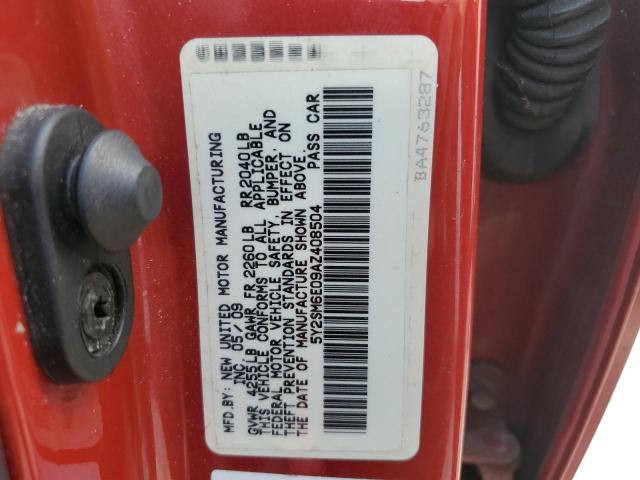 MFD.BY: NEW UNITED MOTOR MANUFACTURING
INC 05/09
GVWR 4255LB GAWR FR 2260LB RR2040LB
THIS VEHICLE CONFORMS TO ALL APPLICABLE
FEDERAL MOTOR VEHICLE SAFETY, BUMPER, AND
THEFT PREVENTION STANDARDS IN EFFECT ON
THE DATE OF MANUFACTURE SHOWN ABOVE.
5Y2SM6E09AZ408504 PASS CAR
BA4763287